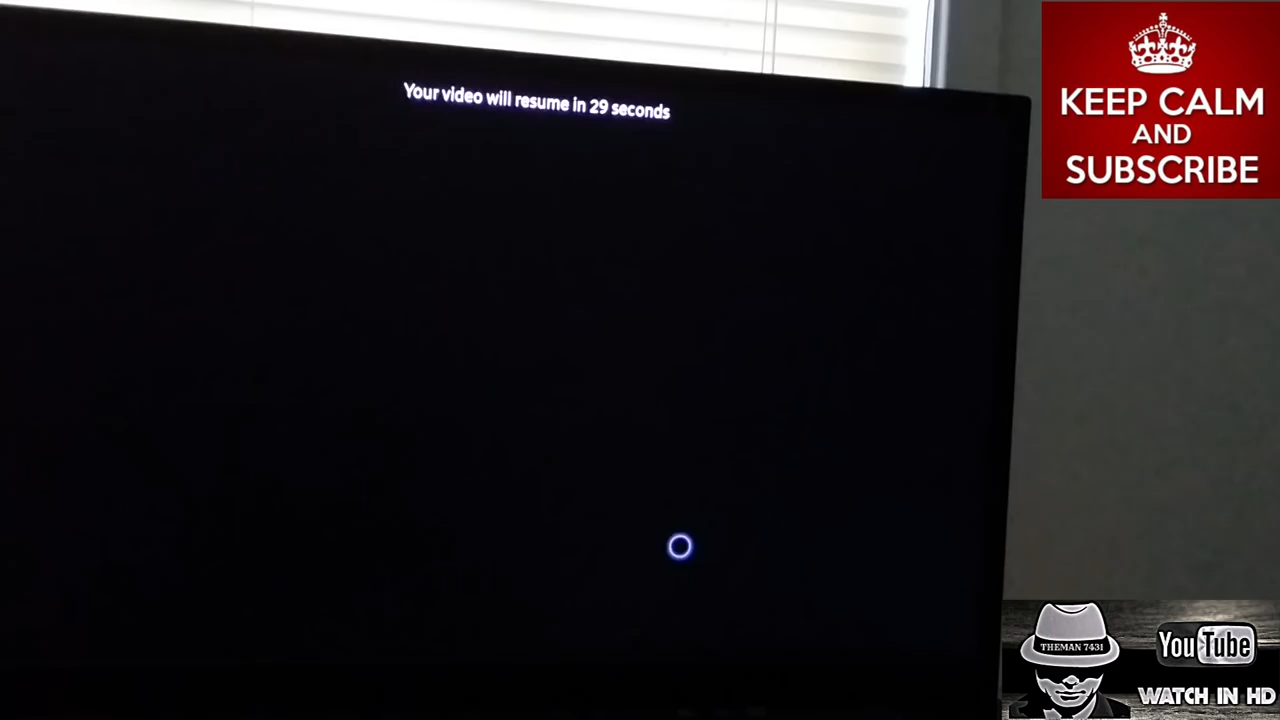 Your video will resume in 29 seconds
KEEP CALM
AND
SUBSCRIBE
THEMAN 7431
YouTube
WATCH IN HD